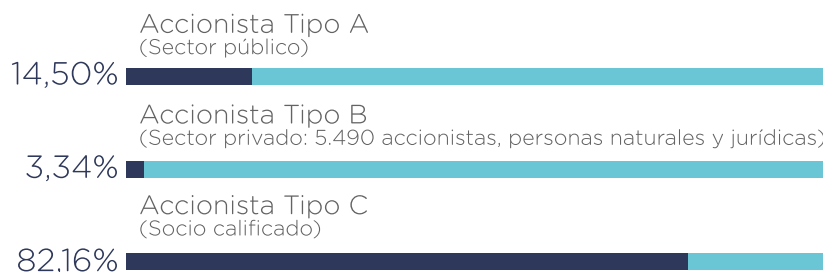 Accionista Tipo A
(Sector público)
14,50%
Accionista Tipo B
(Sector privado: 5.490 accionistas, personas naturales y jurídicas)
3,34%
Accionista Tipo C
(Socio calificado)
82,16%